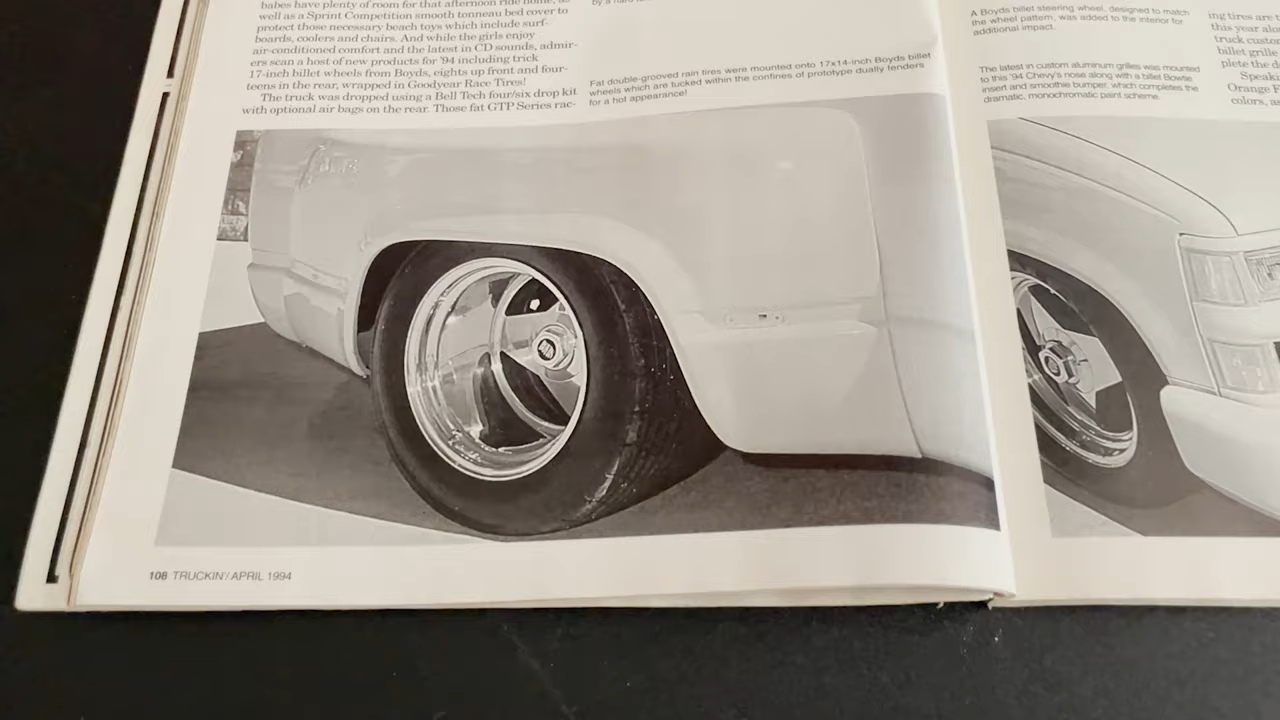 babes have plenty of room for that afternoon ride home, as
well as a Sprint Competition smooth tonneau bed cover to
protect those necessary beach toys which include surf-
boards, coolers and chairs. And while the girls enjoy
air-conditioned comfort and the latest in CD sounds, admir-
ers scan a host of new products for '94 including trick
17-inch billet wheels from Boyds, eights up front and four-
teens in the rear, wrapped in Goodyear Race Tires!
The truck was dropped using a Bell Tech four/six drop kit
with optional air bags on the rear. Those fat GTP Series rac-
by a
Fat double-grooved rain tires were mounted onto 17x14-inch Boyds billet
wheels which are tucked within the confines of prototype dually fenders
for a hot appearance!
108 TRUCKIN'/APRIL 1994
A Boyds billet steering wheel, designed to match
the wheel pattern, was added to the interior for
additional impact.
The latest in custom aluminum grilles was mounted
to this '94 Chevy's nose along with a billet Bowtie
insert and smoothie bumper, which completes the
dramatic, monochromatic paint scheme.
ing tires are
this year
truck
billet grille
plete the
Orange
colors,